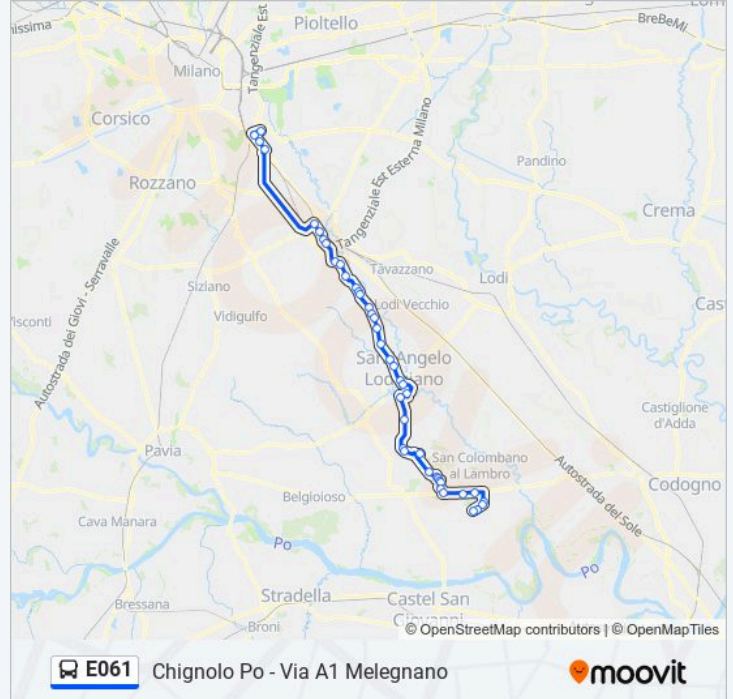 nissima
Pioltello
Tangenziale Est
BreBeMi
Milano
Corsico
Tangenziale Est Esterna Milano
Pandino
Rozzano
Crema
Tavazzano
Lodi
Siziano
Lodi Vecchio
Vidigulfo
Autostrada dei Giovi - Serravalle
Sant'Angelo
Lodigiano
Castiglione
d'Adda
Pavia
San Colombano
al Lambro
Autostrada del Sole
Codogno
Belgioioso
Cava Manara
Po
Po
Stradella
Castel San
Giovanni
Bressana
Broni
© OpenStreetMap contributors | © OpenMapTiles
E061 Chignolo Po - Via A1 Melegnano
moovit